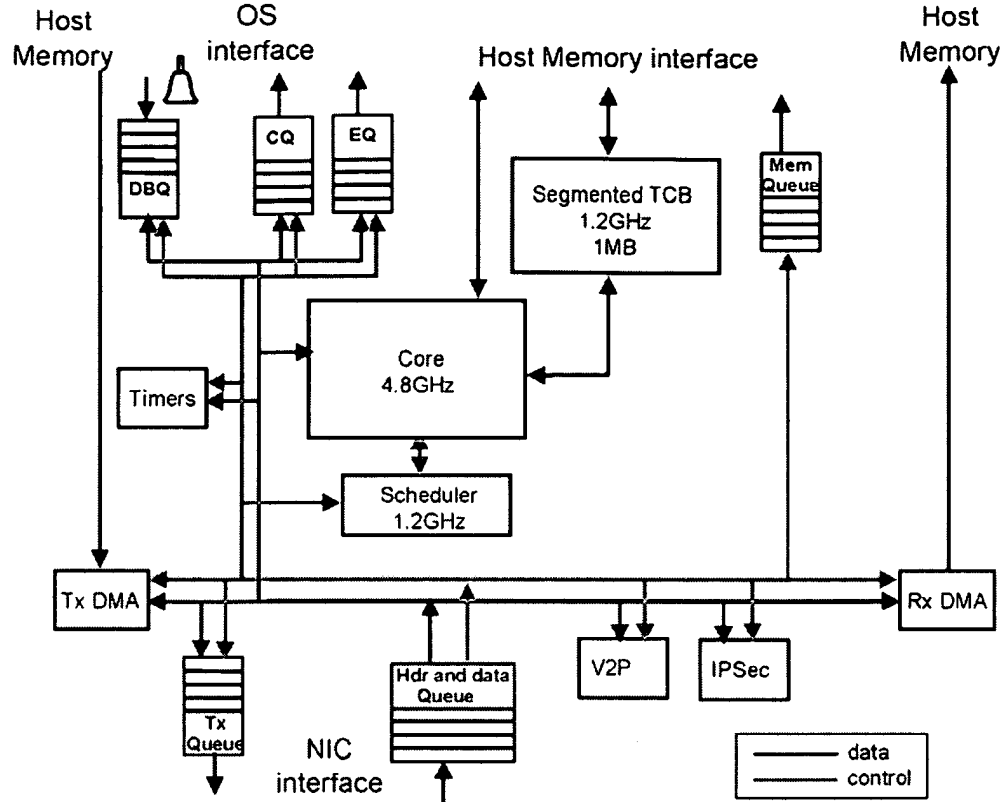 Host
Memory
OS
interface
Host Memory interface
Host
Memory
DBQ
CQ
EQ
Segmented TCB
1.2GHz
1MB
Mem
Queue
Core
4.8GHz
Timers
Scheduler
1.2GHz
Tx DMA
Rx DMA
Tx
Queue
Hdr and data
Queue
V2P
IPSec
NIC
interface
data
control